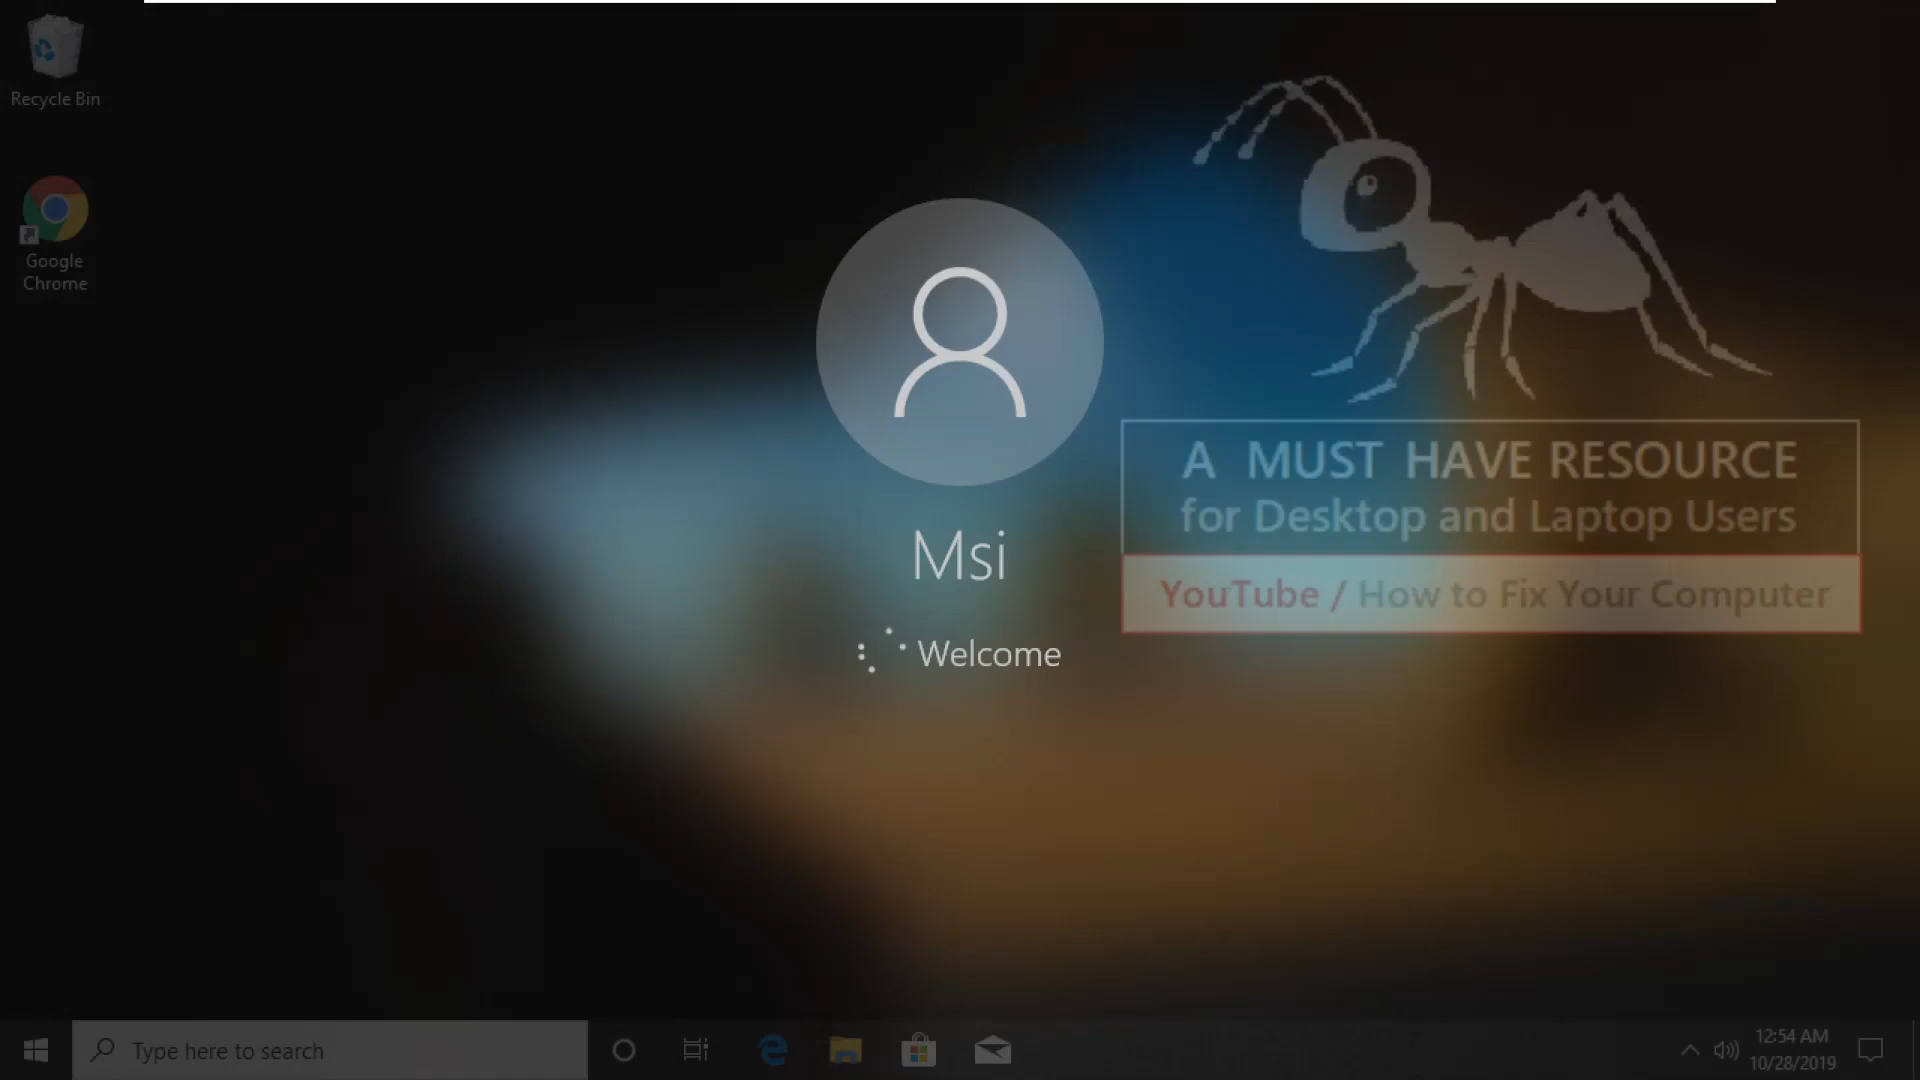 Recycle Bin
Google
Chrome
A MUST HAVE RESOURCE
for Desktop and Laptop Users
YouTube / How to Fix Your Computer
Msi
Welcome
Type here to search
12:54 AM
10/28/2019